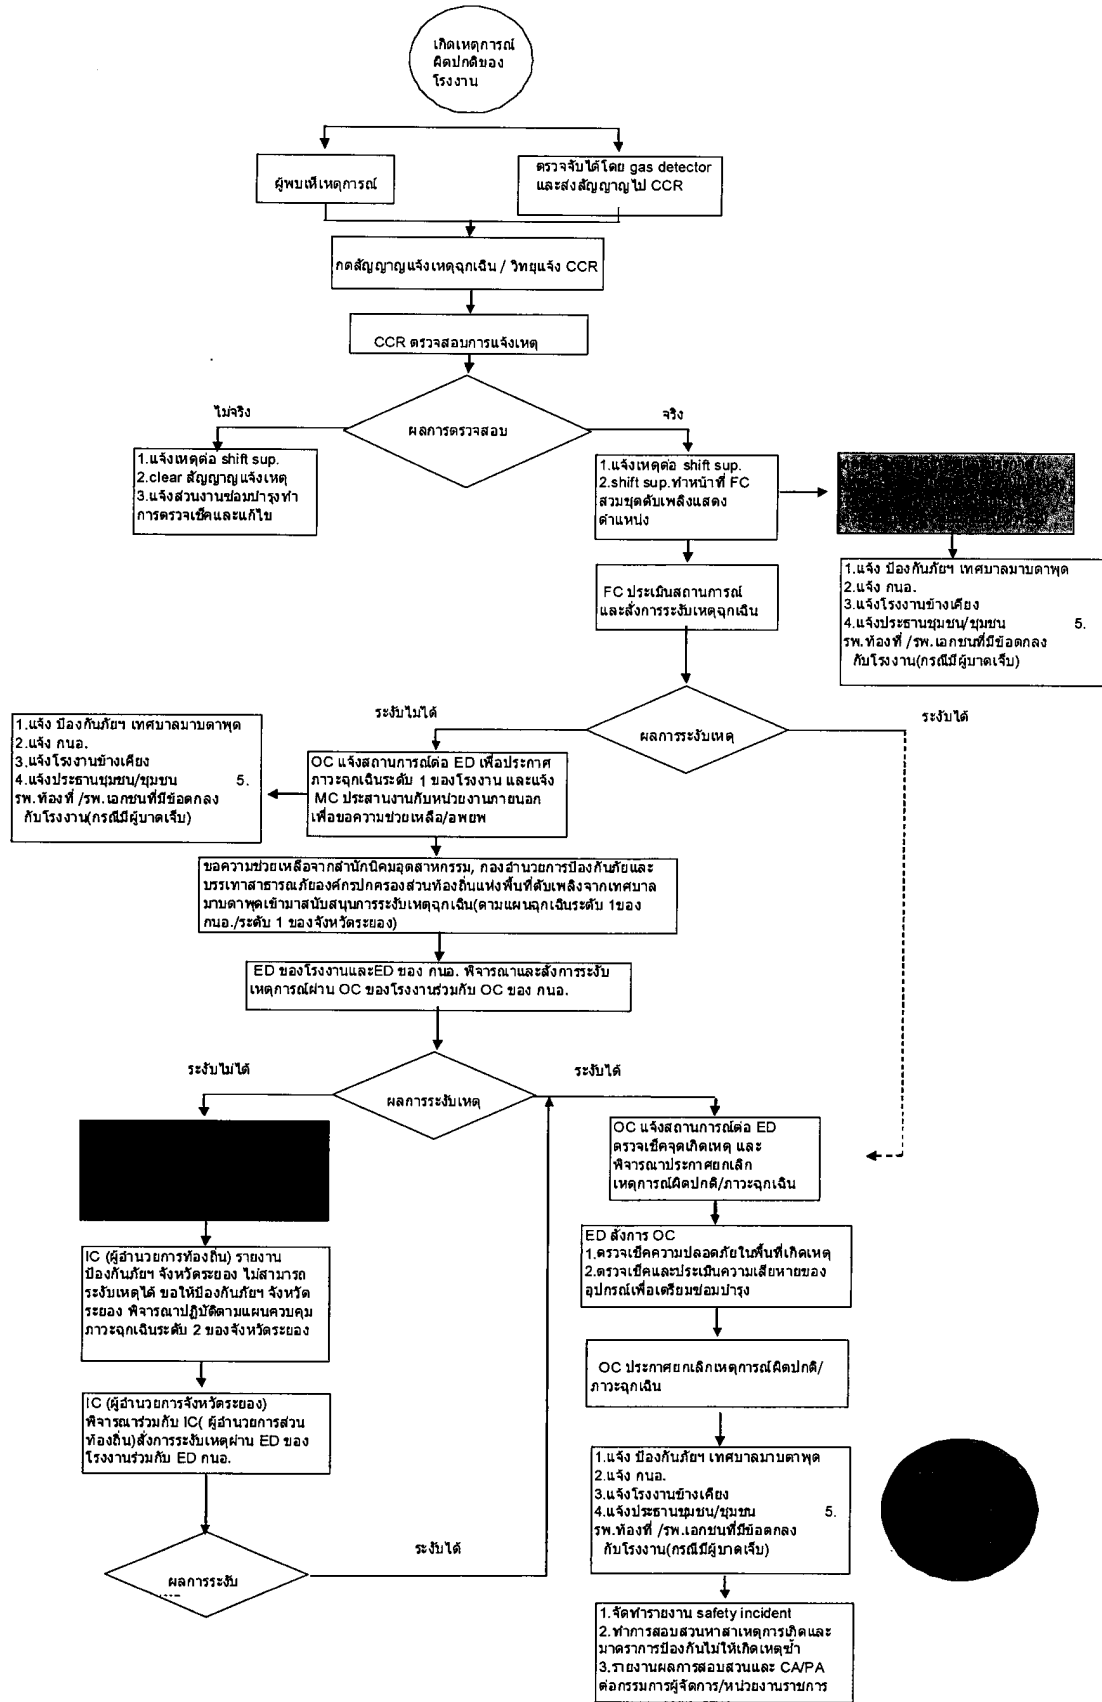 เกิดเหตุการณ์
ผิดปกติของ
โรงงาน
ผู้พบเห็เหตุการณ์
ตรวจจับได้โดย gas detector
และส่งสัญญาญไป CCR
กดสัญญาญแจ้งเหตุฉุกเฉิน / วิทยุแจ้ง CCR
CCR ตรวจสอบการแจ้งเหตุ
ผลการตรวจสอบ
ไม่จริง
จริง
1.แจ้งเหตุต่อ shift sup.
2.clear สัญญาญแจ้งเหตุ
3.แจ้งส่วนงานซ่อมบำรุงทำ
การตรวจเช็คและแก้ไข
1.แจ้งเหตุต่อ shift sup.
2.shift sup.ทำหน้าที่ FC
สวมชุดดับเพลิงแสดง
ตำแหน่ง
FC ประเมินสถานการณ์
และสั่งการระงับเหตุฉุกเฉิน
1.แจ้ง ป้องกันภัยฯ เทศบาลมาบตาพุด
2.แจ้ง กนอ.
3.แจ้งโรงงานข้างเคียง
4.แจ้งประธานชุมชน/ชุมชน 5.
รพ.ท้องที่ /รพ.เอกชนที่มีข้อตกลง
กับโรงงาน(กรณีมีผู้บาดเจ็บ)
ผลการระงับเหตุ
ระงับไม่ได้
ระงับได้
1.แจ้ง ป้องกันภัยฯ เทศบาลมาบตาพุด
2.แจ้ง กนอ.
3.แจ้งโรงงานข้างเคียง
4.แจ้งประธานชุมชน/ชุมชน 5.
รพ.ท้องที่ /รพ.เอกชนที่มีข้อตกลง
กับโรงงาน(กรณีมีผู้บาดเจ็บ)
OC แจ้งสถานการณ์ต่อ ED เพื่อประกาศ
ภาวะฉุกเฉินระดับ 1 ของโรงงาน และแจ้ง
MC ประสานงานกับหน่วยงานภายนอก
เพื่อขอความช่วยเหลือ/อพยพ
ขอความช่วยเหลือจากสำนักนิคมอุตสาหกรรม, กองอำนวยการป้องกันภัยและ
บรรเทาสาธารณภัยองค์กรปกครองส่วนท้องถิ่นแห่งพื้นที่ดับเพลิงจากเทศบาล
มาบตาพุดเข้ามาสนับสนุนการระงับเหตุฉุกเฉิน(ตามแผนฉุกเฉินระดับ 1ของ
กนอ./ระดับ 1 ของจังหวัดระยอง)
ED ของโรงงานและED ของ กนอ. พิจารณาและสั่งการระงับ
เหตุการณ์ผ่าน OC ของโรงงานร่วมกับ OC ของ กนอ.
ผลการระงับเหตุ
ระงับไม่ได้
ระงับได้
OC แจ้งสถานการณ์ต่อ ED
ตรวจเช็คจุดเกิดเหตุ และ
พิจารณาประกาศยกเลิก
เหตุการณ์ผิดปกติ/ภาวะฉุกเฉิน
ED สั่งการ OC
1.ตรวจเช็คความปลอดภัยในพื้นที่เกิดเหตุ
2.ตรวจเช็คและประเมินความเสียหายของ
อุปกรณ์เพื่อเตรียมซ่อมบำรุง
IC (ผู้อำนวยการท้องถิ่น) รายงาน
ป้องกันภัยฯ จังหวัดระยอง ไม่สามารถ
ระงับเหตุได้ ขอให้ป้องกันภัยฯ จังหวัด
ระยอง พิจารณาปฏิบัติตามแผนควบคุม
ภาวะฉุกเฉินระดับ 2 ของจังหวัดระยอง
OC ประกาศยกเลิกเหตุการณ์ผิดปกติ/
ภาวะฉุกเฉิน
IC (ผู้อำนวยการจังหวัดระยอง)
พิจารณาร่วมกับ IC( ผู้อำนวยการส่วน
ท้องถิ่น)สั่งการระงับเหตุผ่าน ED ของ
โรงงานร่วมกับ ED กนอ.
1.แจ้ง ป้องกันภัยฯ เทศบาลมาบตาพุด
2.แจ้ง กนอ.
3.แจ้งโรงงานข้างเคียง
4.แจ้งประธานชุมชน/ชุมชน 5.
รพ.ท้องที่ /รพ.เอกชนที่มีข้อตกลง
กับโรงงาน(กรณีมีผู้บาดเจ็บ)
ผลการระงับ
ระงับได้
1.จัดทำรายงาน safety incident
2.ทำการสอบสวนหาสาเหตุการเกิดและ
มาตราการป้องกันไม่ให้เกิดเหตุซ้ำ
3.รายงานผลการสอบสวนและ CA/PA
ต่อกรรมการผู้จัดการ/หน่วยงานราชการ